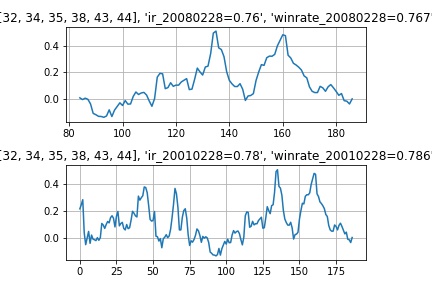 [32, 34, 35, 38, 43, 44], 'ir_20080228=0.76', 'winrate_20080228=0.767'
0.4
0.2
0.0
80 100 120 140 160 180
[32, 34, 35, 38, 43, 44], 'ir_20010228=0.78', 'winrate_20010228=0.786'
0.4
0.2
0.0
0 25 50 75 100 125 150 175